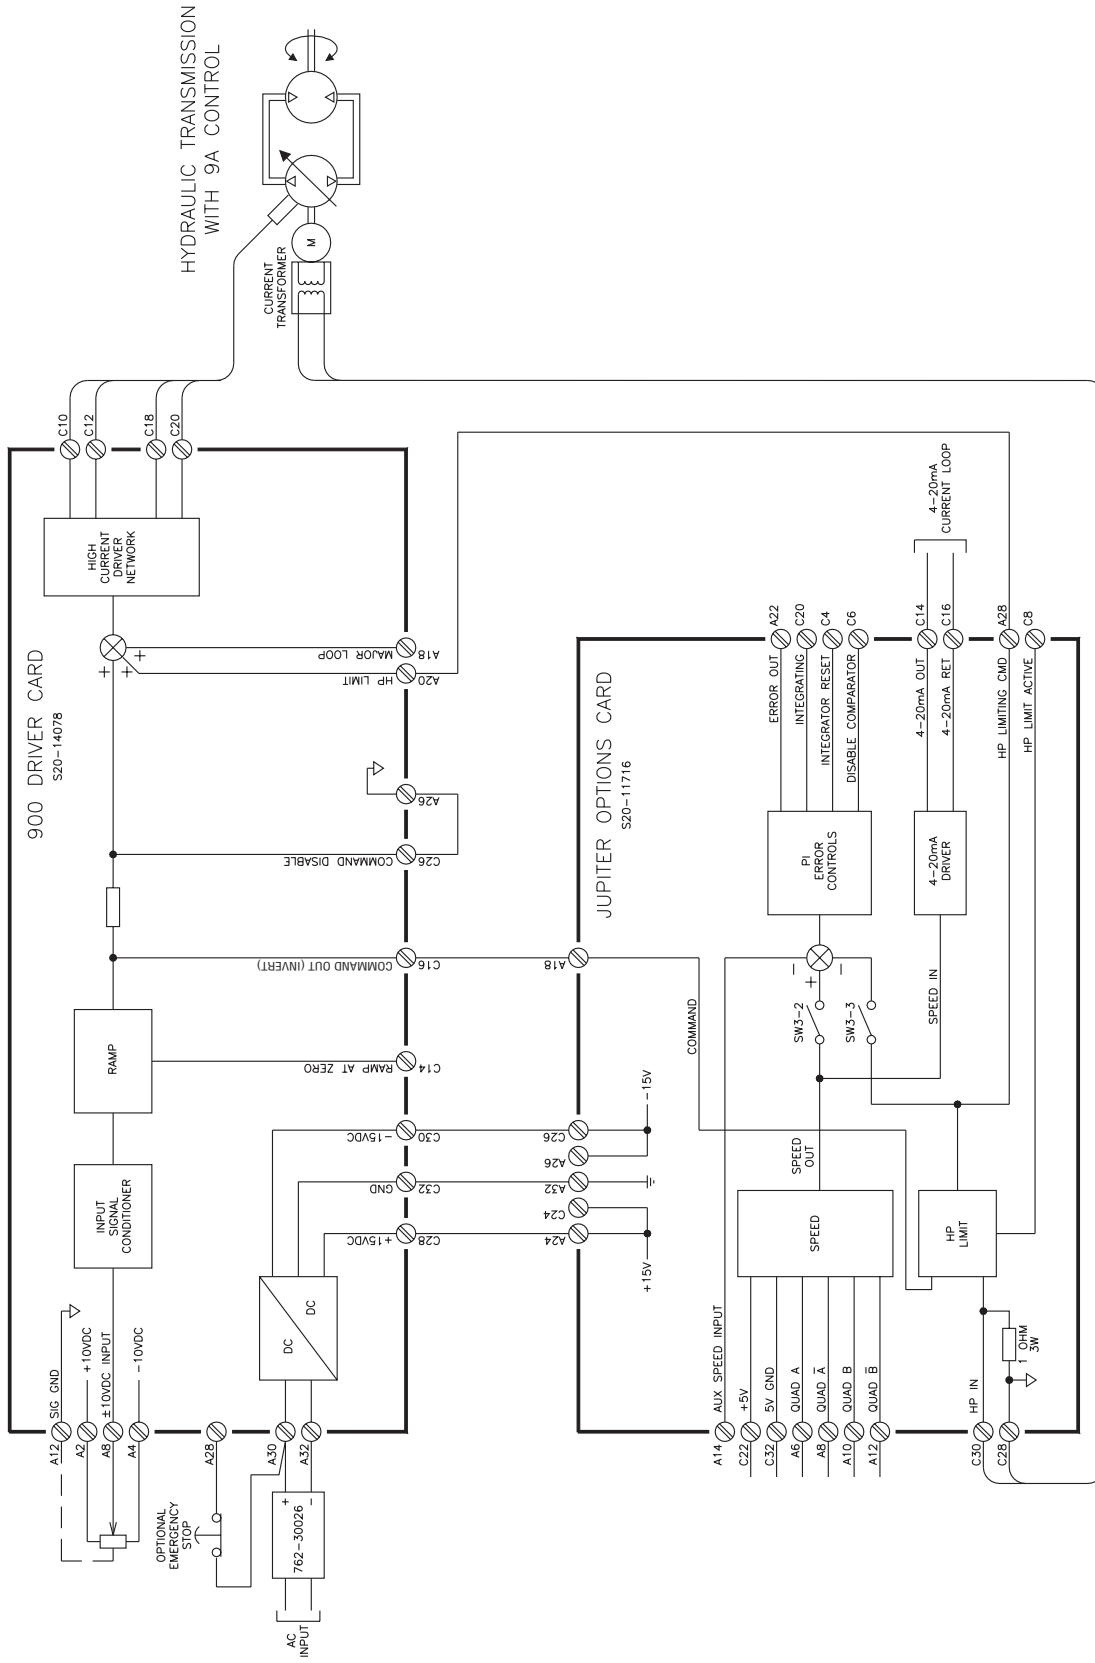 HYDRAULIC TRANSMISSION
WITH 9A CONTROL
CURRENT
TRANSFORMER
M
900 DRIVER CARD
S20-14078
C10
C12
C18
C20
HIGH
CURRENT
DRIVER
NETWORK
+
+
+
MAJOR LOOP
A18
HP LIMIT
A20
A26
COMMAND DISABLE
C26
COMMAND OUT (INVERT)
C16
RAMP
RAMP AT ZERO
C14
-15VDC
C30
GND
C32
+15VDC
C28
INPUT
SIGNAL
CONDITIONER
DC
DC
SIG GND
+10VDC
±10VDC INPUT
-10VDC
A12
A2
A8
A4
A28
A30
A32
OPTIONAL
EMERGENCY
STOP
+
-
762-30026
AC
INPUT
JUPITER OPTIONS CARD
S20-11716
A22
C20
C4
C6
C14
C16
A28
C8
4-20mA
CURRENT LOOP
ERROR OUT
INTEGRATING
INTEGRATOR RESET
DISABLE COMPARATOR
4-20mA OUT
4-20mA RET
HP LIMITING CMD
HP LIMIT ACTIVE
PI
ERROR
CONTROLS
4-20mA
DRIVER
-
+
-
SW3-2
SW3-3
SPEED IN
A18
COMMAND
C26
A26
A32
C24
A24
-15V
+15V
SPEED
OUT
SPEED
HP
LIMIT
AUX SPEED INPUT
+5V
5V GND
QUAD A
QUAD A̅
QUAD B
QUAD B̅
HP IN
1 OHM
3W
A14
C22
C32
A6
A8
A10
A12
C30
C28